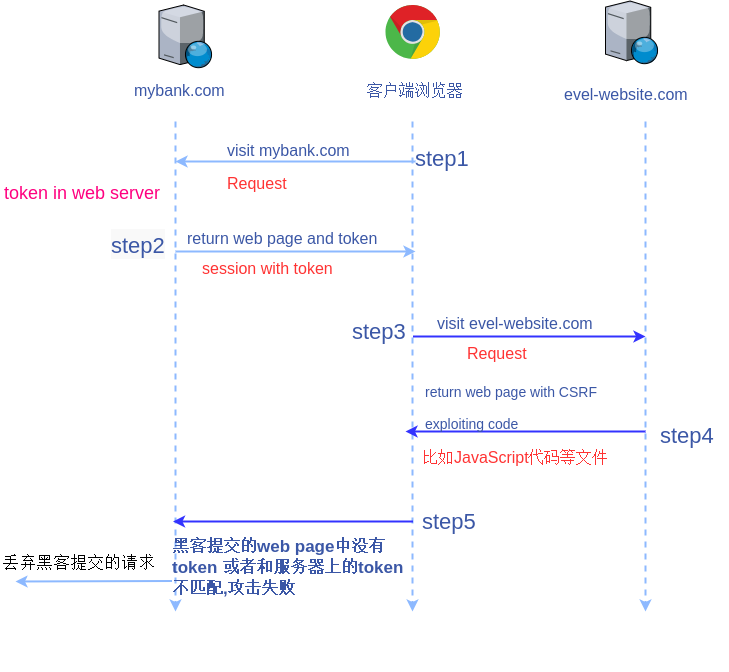 mybank.com
客户端浏览器
evel-website.com
visit mybank.com
step1
Request
token in web server
step2
return web page and token
session with token
step3
visit evel-website.com
Request
return web page with CSRF
exploiting code
step4
比如JavaScript代码等文件
step5
黑客提交的web page中没有
token 或者和服务器上的token
不匹配,攻击失败
丢弃黑客提交的请求